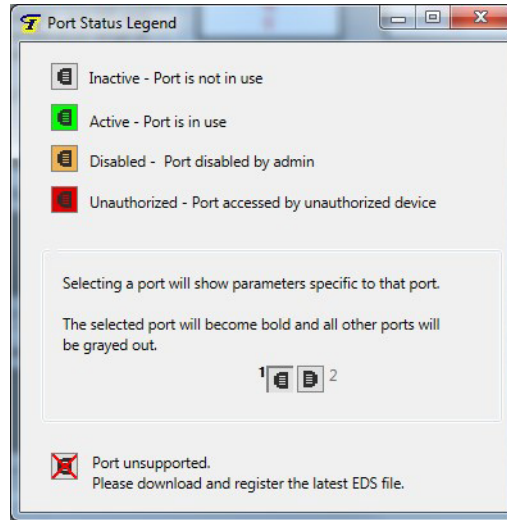 Port Status Legend
Inactive - Port is not in use
Active - Port is in use
Disabled - Port disabled by admin
Unauthorized - Port accessed by unauthorized device
Selecting a port will show parameters specific to that port.
The selected port will become bold and all other ports will
be grayed out.
1 2
Port unsupported.
Please download and register the latest EDS file.